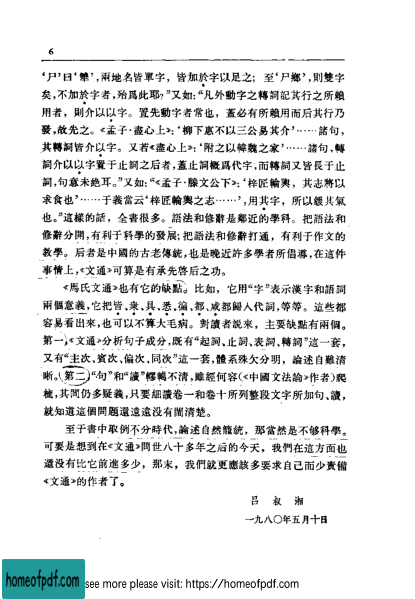 6
‘尸’曰‘犨’，兩地名皆單字，皆加於字以足之；至‘尸鄉’，則雙字
矣，不加於字者，殆爲此耶？”又如：“凡外動字之轉詞記其行之所賴
用者，則介以以字。置先動字者常也，蓋必有所賴用而后其行乃
發，故先之。《孟子·盡心上》：‘柳下惠不以三公易其介’……諸句，
其轉詞皆介以字。又若《盡心上》：‘附之以韓魏之家’……諸句，轉
詞介以以字置于止詞之后者，蓋止詞概爲代字，而轉詞又皆長于止
詞，句意未絶耳。”又如：“《孟子·滕文公下》：‘梓匠輪輿，其志將以
求食也’……于義當云‘梓匠輪輿之志……’，用其字，所以緩其氣
也。”這樣的話，全書很多。語法和修辭是鄰近的學科。把語法和
修辭分開，有利于科學的發展；把語法和修辭打通，有利于作文的
教學。后者是中國的古老傳統，也是晚近許多學者所倡導，在這件
事情上，《文通》可算是有承先啓后之功。
《馬氏文通》也有它的缺點。比如，它用“字”表示漢字和語詞
兩個意義，它把皆、來、具、悉、徧、都、咸都歸入代詞，等等。這些都
容易看出來，也可以不算大毛病。對讀者說來，主要缺點有兩個。
第一，《文通》分析句子成分，既有“起詞、止詞、表詞、轉詞”這一套，
又有“主次、賓次、偏次、同次”這一套，體系殊欠分明，論述自難清
晰。第二，“句”和“讀”轇轕不清，雖經何容（《中國文法論》作者）爬
梳，其間仍多疑義，只要細讀卷一和卷十所列整段文字所加句、讀，
就知道這個問題還遠遠没有鬧清楚。
至于書中取例不分時代，論述自然籠統，那當然是不够科學。
可要是想到在《文通》問世八十多年之后的今天，我們在這方面也
還没有比它前進多少，那末，我們就更應該多要求自己而少責備
《文通》的作者了。
吕叔湘
一九八〇年五月十日
homeofpdf.com
see more please visit: https://homeofpdf.com